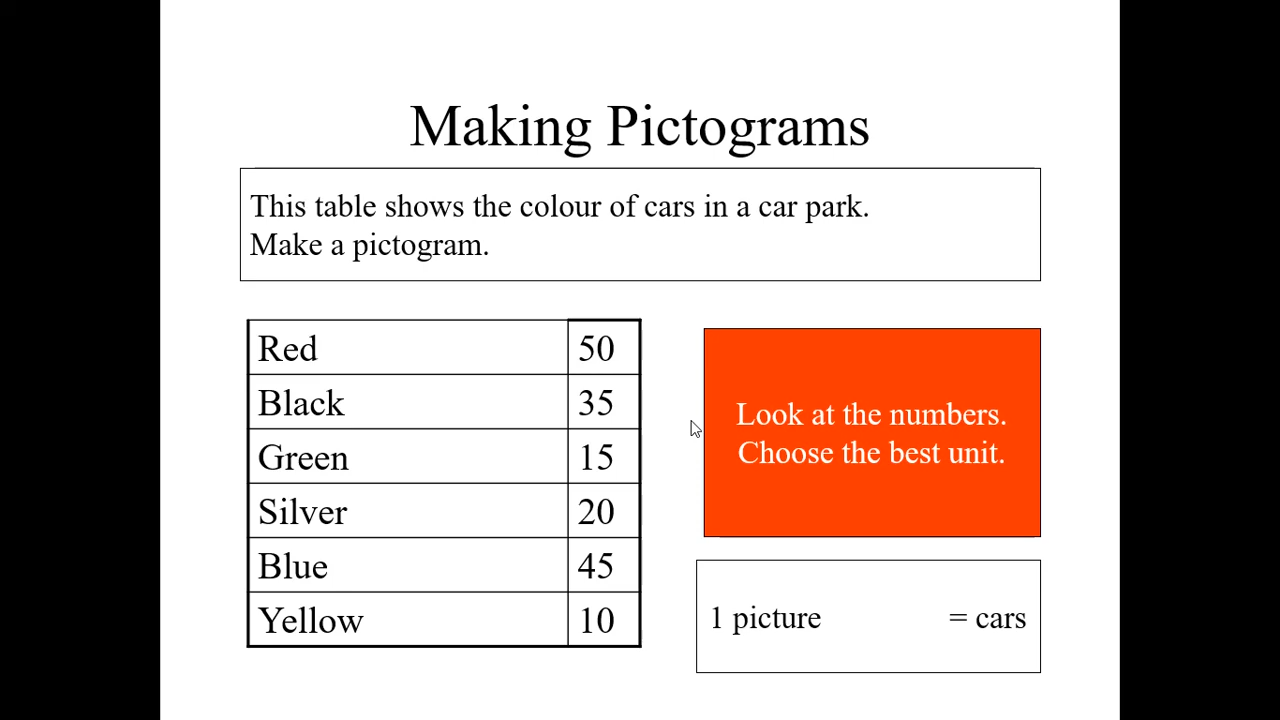 Making Pictograms
This table shows the colour of cars in a car park.
Make a pictogram.
Red 50
Black 35
Green 15
Silver 20
Blue 45
Yellow 10
Look at the numbers.
Choose the best unit.
1 picture = cars